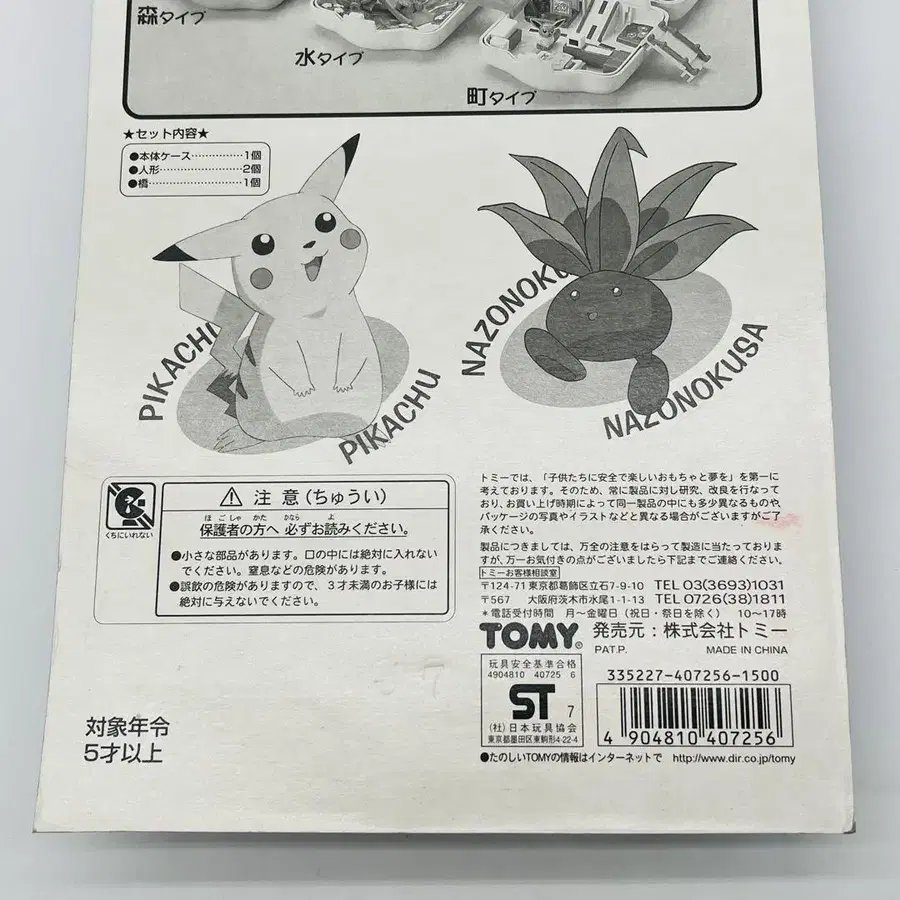 森タイプ
水タイプ
町タイプ
★セット内容★
●本体ケース……………1個
●人形……………………2個
●橋………………………1個
PIKACHU
PIKACHU
NAZONOKU
NAZONOKUSA
くちにいれない
⚠ 注意(ちゅうい)
ほごしゃ かた かなら よ
保護者の方へ 必ずお読みください。
●小さな部品があります。口の中には絶対に入れない
でください。窒息などの危険があります。
●誤飲の危険がありますので、3才未満のお子様には
絶対に与えないでください。
対象年令
5才以上
トミーでは、「子供たちに安全で楽しいおもちゃと夢を」を第一に
考えております。そのため、常に製品に対し研究、改良を行なって
おり、お買い上げ時期によって同一製品の中にも多少異なるものや、
パッケージの写真やイラストなどと異なる場合がございますがご了
承ください。
製品につきましては、万全の注意をはらって製造に当たっておりま
すが、万一お気付きの点がございましたら下記までご連絡ください。
トミーお客様相談室
〒124-71 東京都葛飾区立石7-9-10 TEL 03(3693)1031
〒567 大阪府茨木市水尾1-1-13 TEL 0726(38)1811
*電話受付時間 月~金曜日(祝日・祭日を除く) 10~17時
TOMY® 発売元:株式会社トミー
PAT.P. MADE IN CHINA
玩具安全基準合格
4904810 40725 6
ST 7
(社)日本玩具協会
東京都墨田区東駒形4-22-4
335227-407256-1500
4 904810 407256
●たのしいTOMYの情報はインターネットで http://www.dir.co.jp/tomy